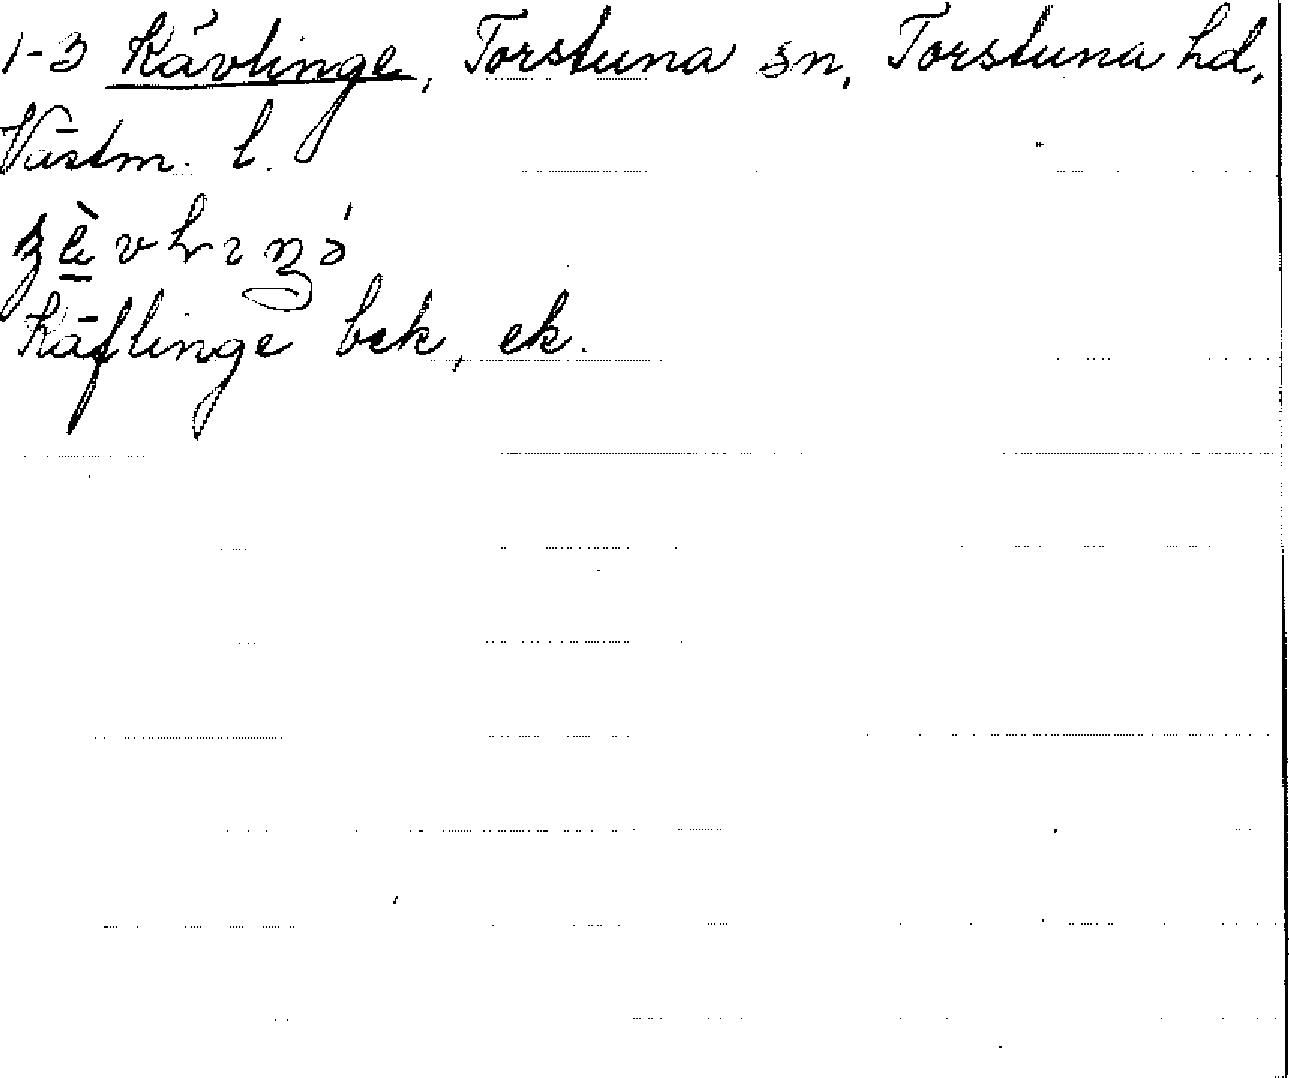 1-3 Kävlinge, Torstuna sn, Torstuna hd,
Västm. l.
Käflinge bek, ek.